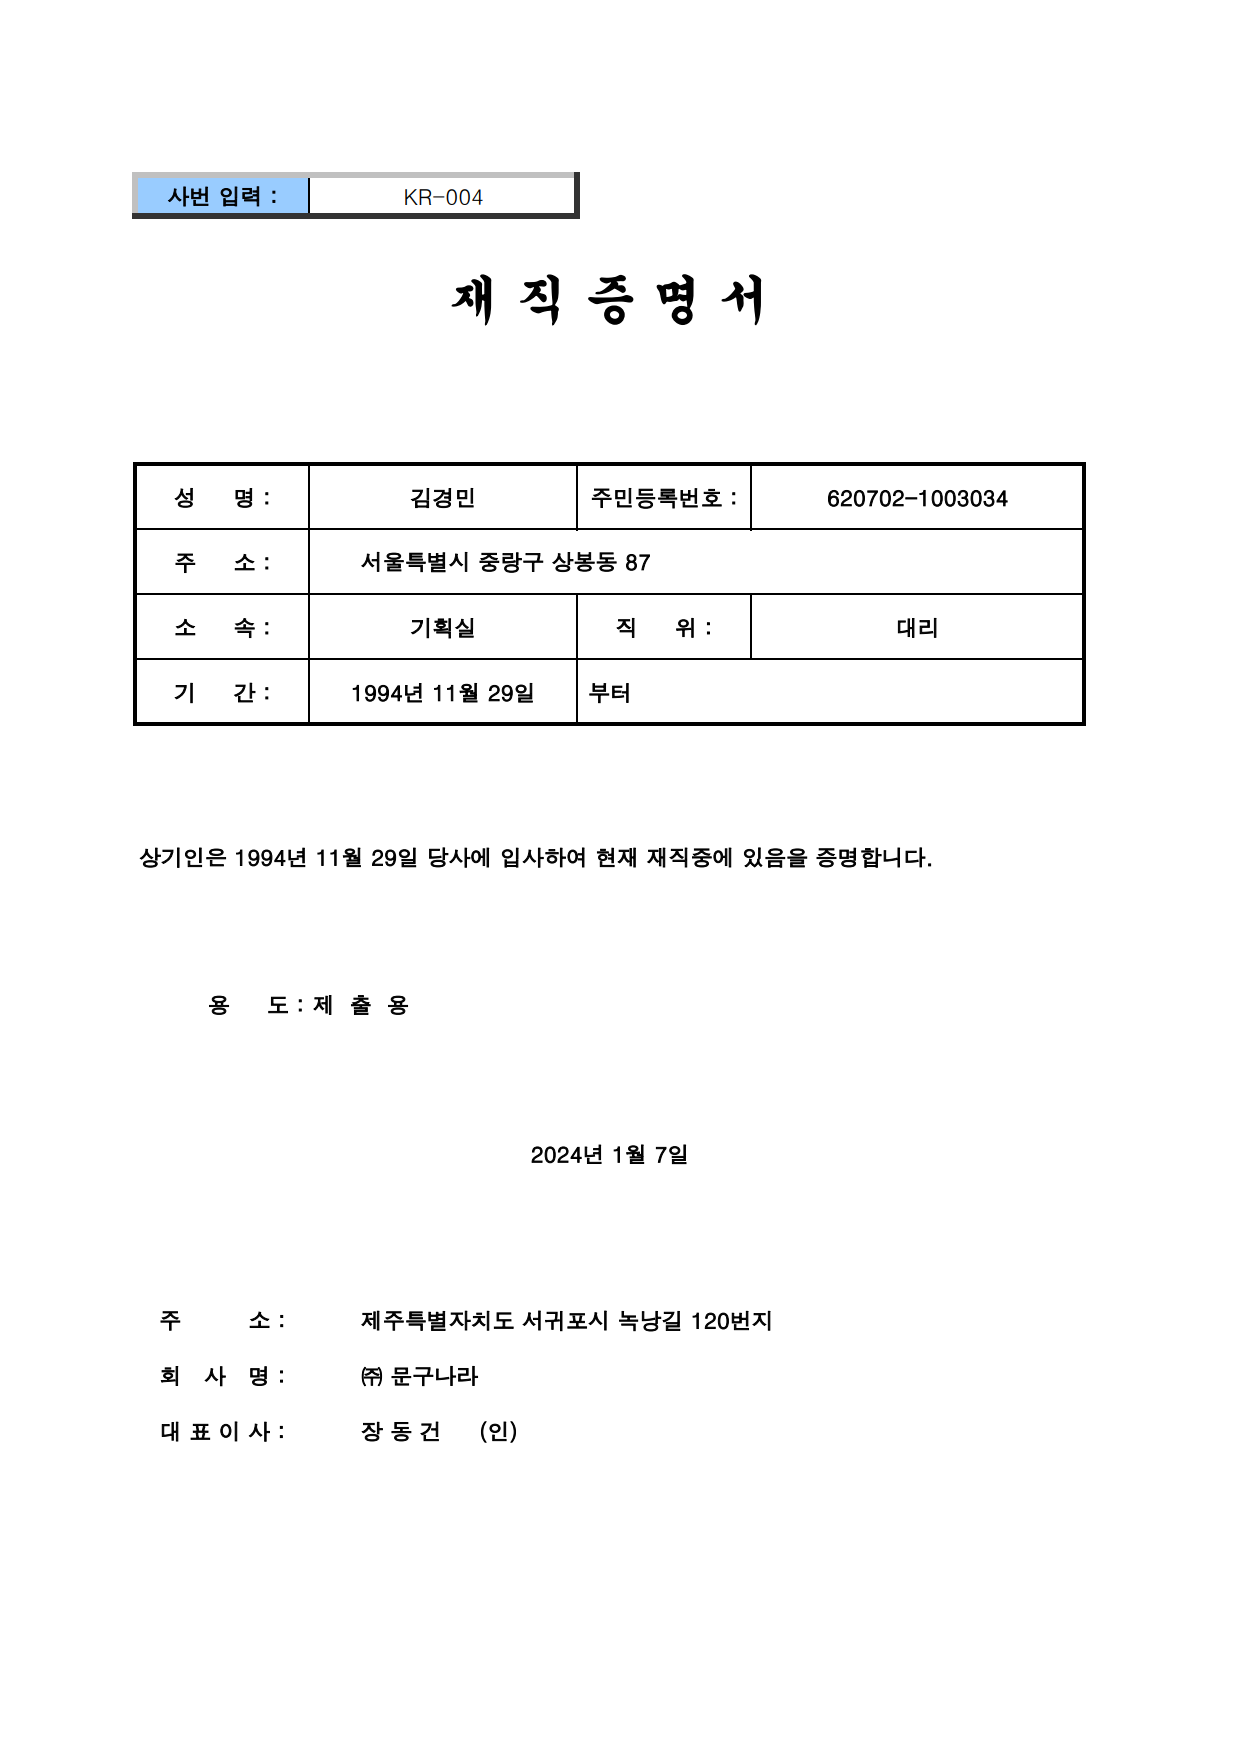 사번 입력 : KR-004
재 직 증 명 서
성 명 : 김경민 주민등록번호 : 620702-1003034
주 소 : 서울특별시 중랑구 상봉동 87
소 속 : 기획실 직 위 : 대리
기 간 : 1994년 11월 29일 부터
상기인은 1994년 11월 29일 당사에 입사하여 현재 재직중에 있음을 증명합니다.
용 도 : 제 출 용
2024년 1월 7일
주 소 : 제주특별자치도 서귀포시 녹낭길 120번지
회 사 명 : ㈜ 문구나라
대 표 이 사 : 장 동 건 (인)